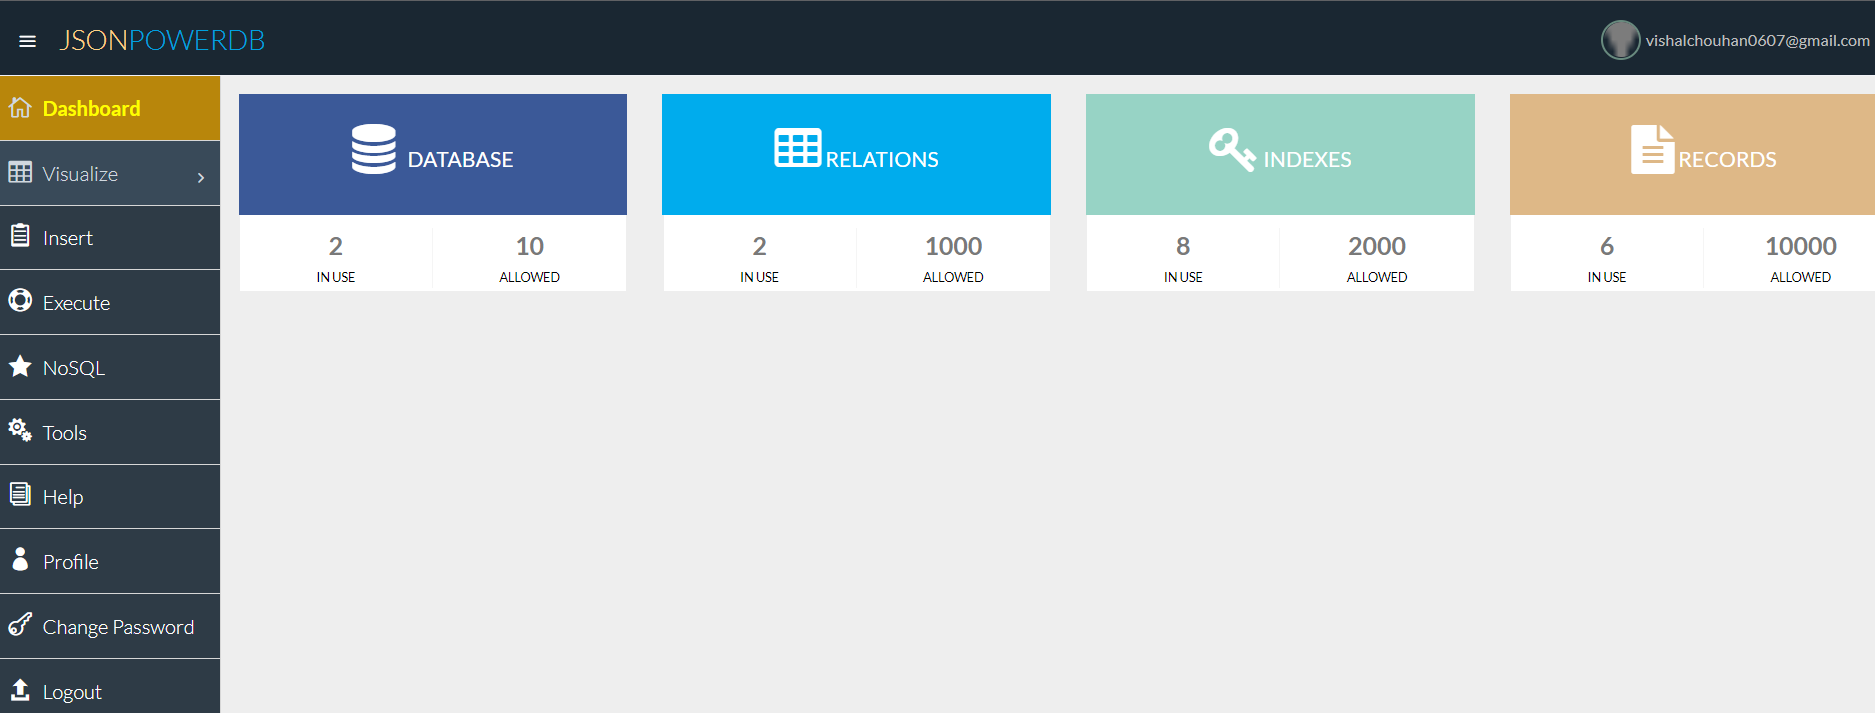 JSONPOWERDB
vishalchouhan0607@gmail.com
Dashboard
Visualize
Insert
Execute
NoSQL
Tools
Help
Profile
Change Password
Logout
DATABASE
2
10
IN USE
ALLOWED
RELATIONS
2
1000
IN USE
ALLOWED
INDEXES
8
2000
IN USE
ALLOWED
RECORDS
6
10000
IN USE
ALLOWED